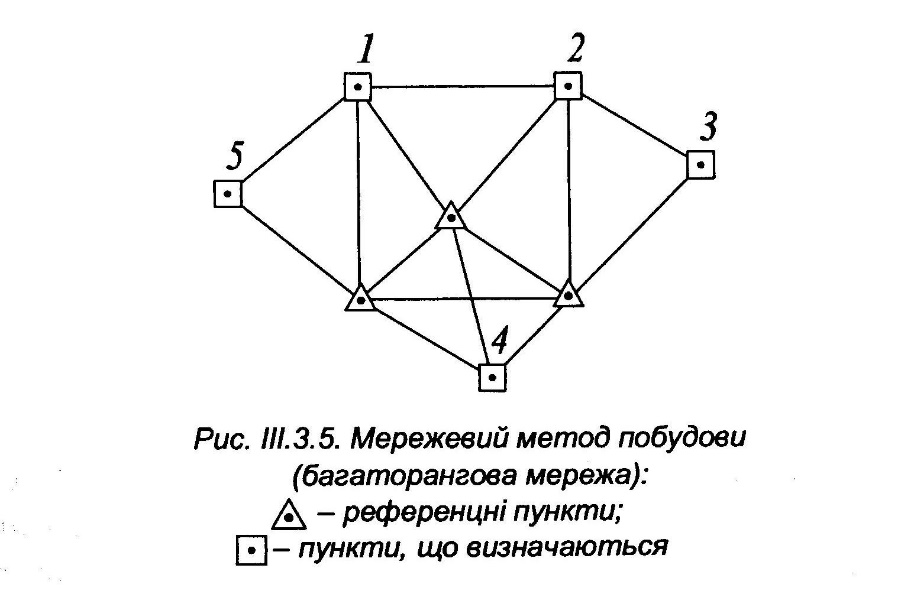 1
2
3
5
4
Рис. III.3.5. Мережевий метод побудови
(багаторангова мережа):
– референцні пункти;
– пункти, що визначаються